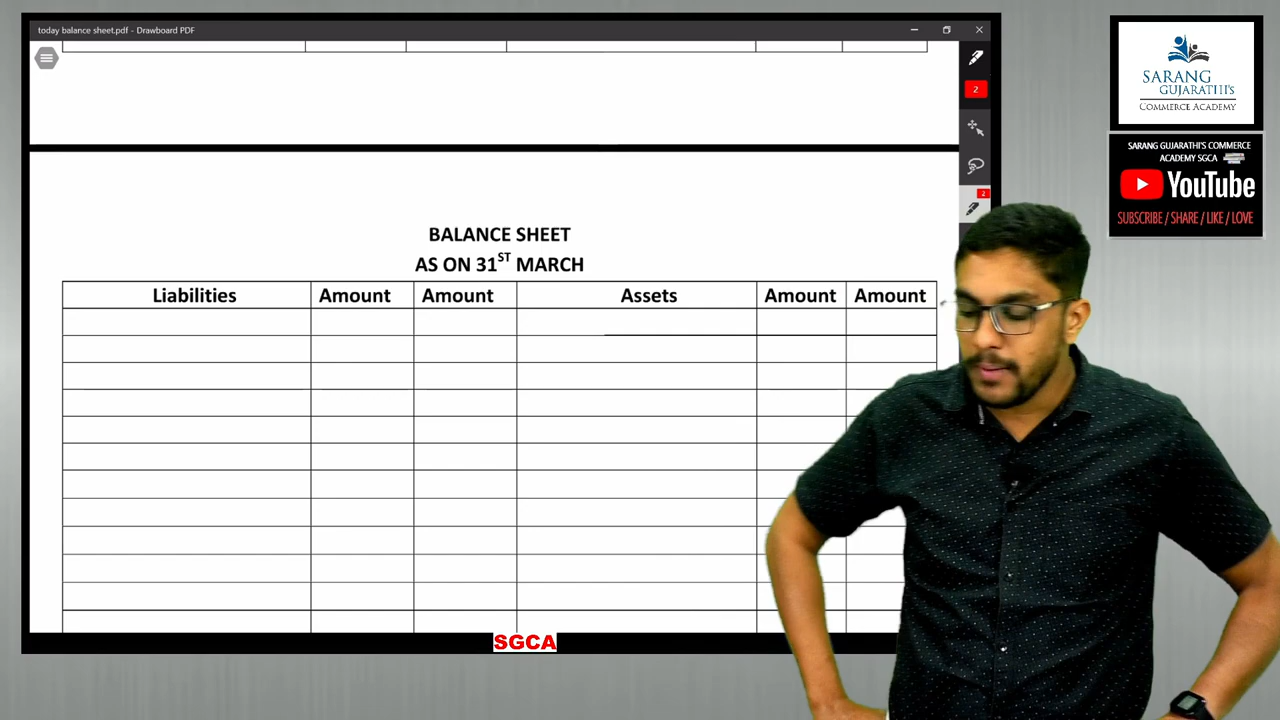 today balance sheet.pdf - Drawboard PDF
2
2
BALANCE SHEET
AS ON 31ST MARCH
Liabilities Amount Amount Assets Amount Amount
SGCA
SARANG
GUJARATHI'S
COMMERCE ACADEMY
SARANG GUJARATHI'S COMMERCE
ACADEMY SGCA
YouTube
SUBSCRIBE / SHARE / LIKE / LOVE